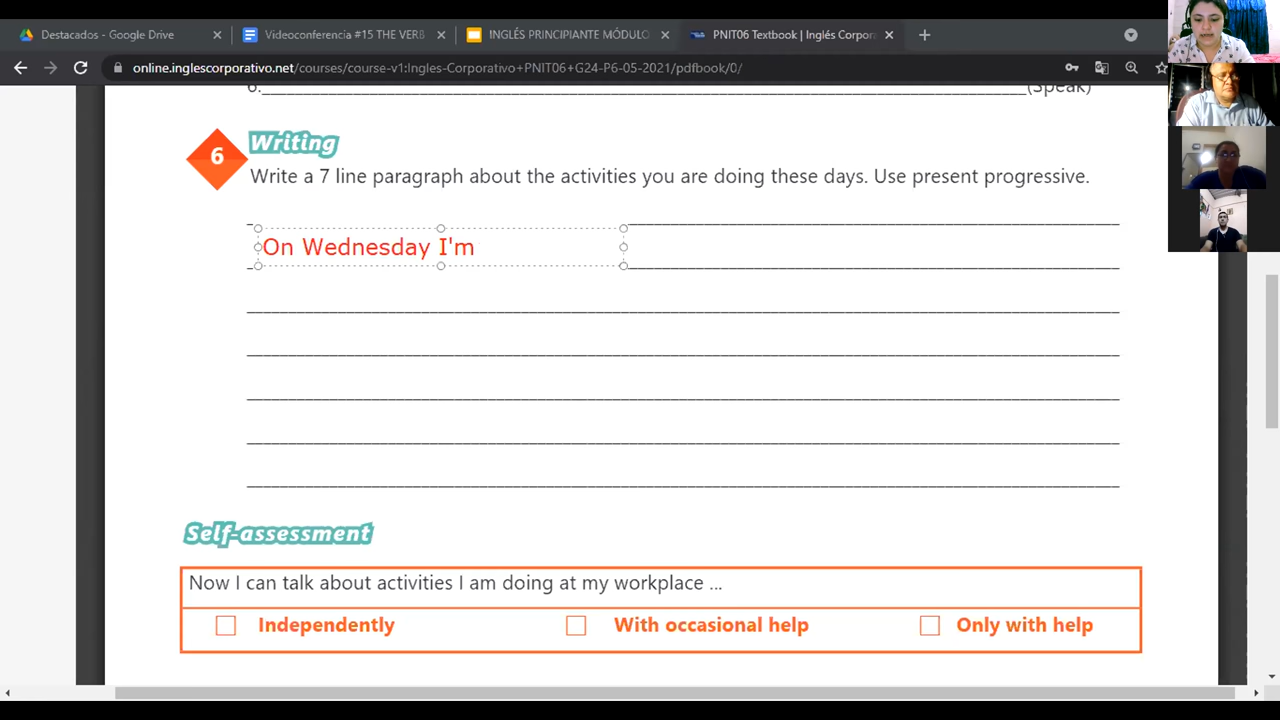 Destacados - Google Drive
Videoconferencia #15 THE VERB
INGLÉS PRINCIPIANTE MÓDULO
PNIT06 Textbook | Inglés Corpora
online.inglescorporativo.net/courses/course-v1:Ingles-Corporativo+PNIT06+G24-P6-05-2021/pdfbook/0/
6. (Speak)
6 Writing
Write a 7 line paragraph about the activities you are doing these days. Use present progressive.
On Wednesday I'm
Self-assessment
Now I can talk about activities I am doing at my workplace ...
Independently With occasional help Only with help